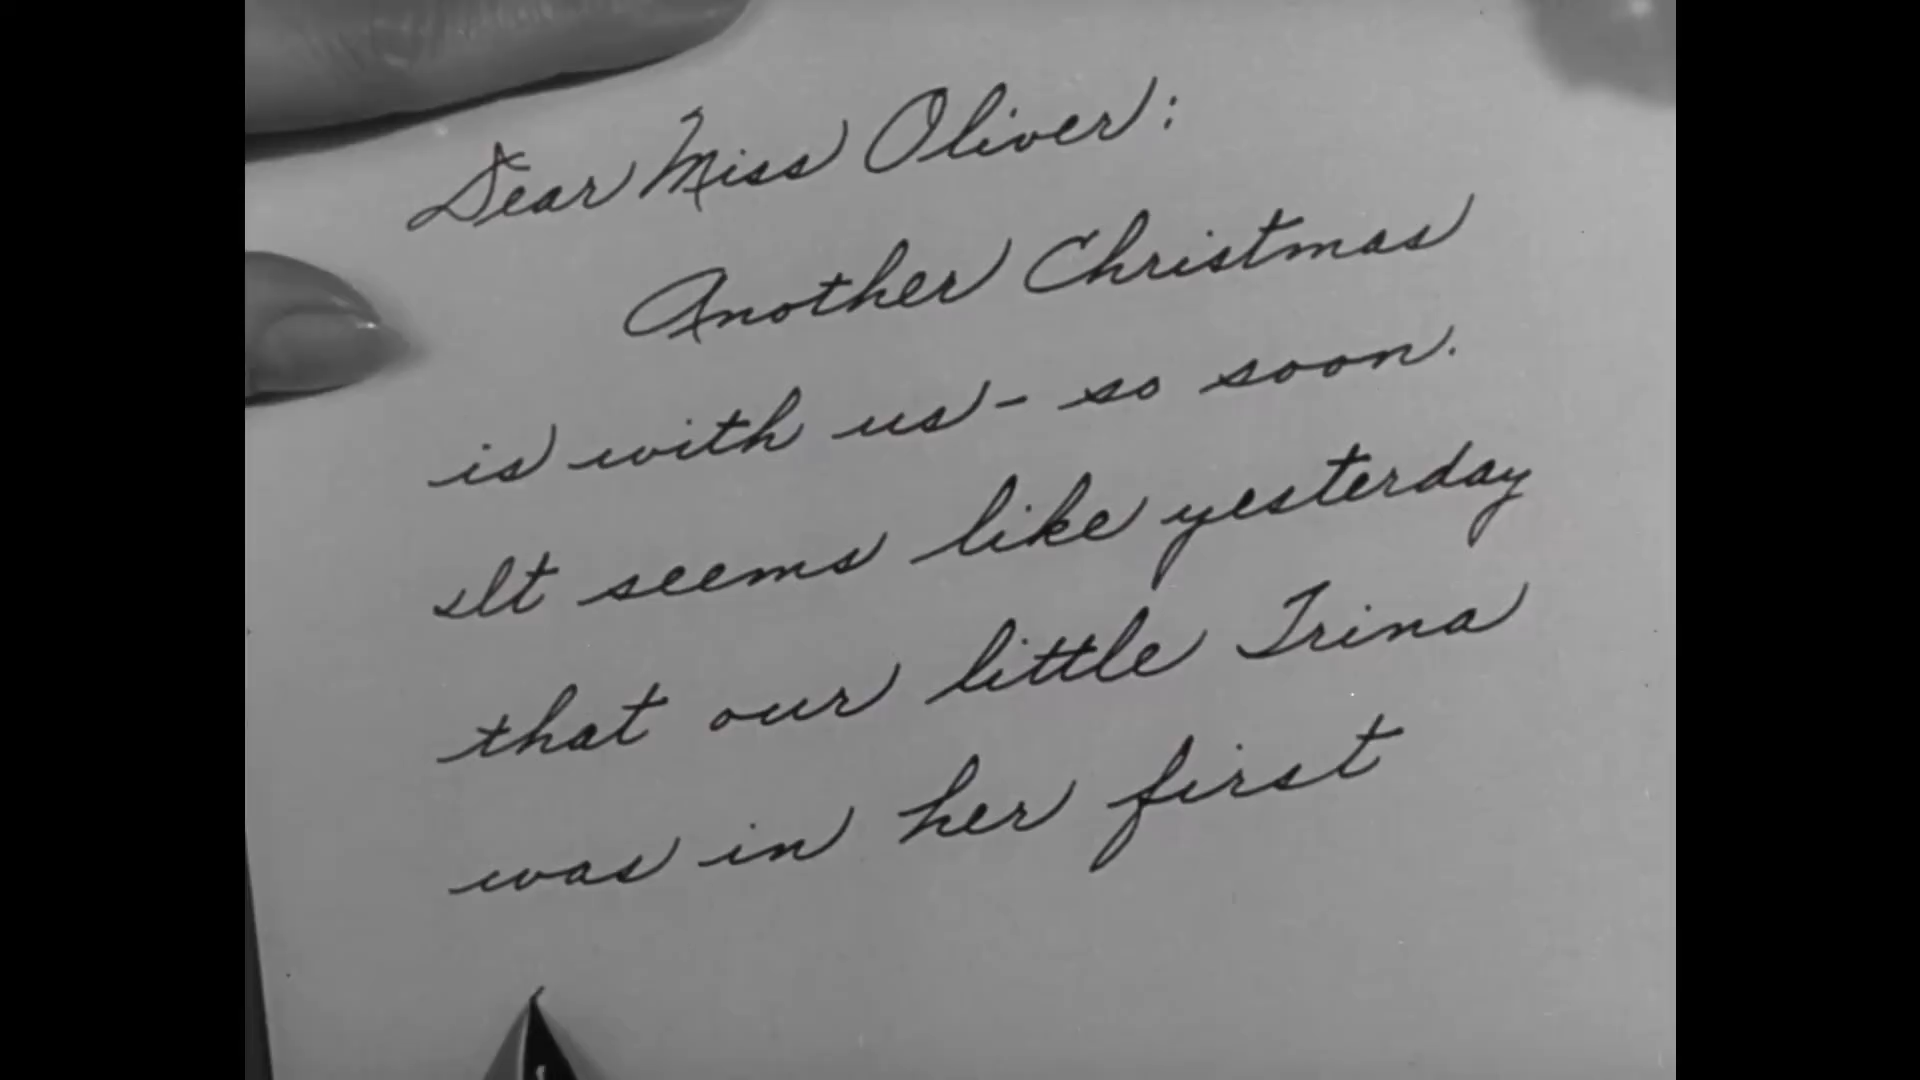 Dear Miss Oliver:
Another Christmas
is with us - so soon.
It seems like yesterday
that our little Trina
was in her first